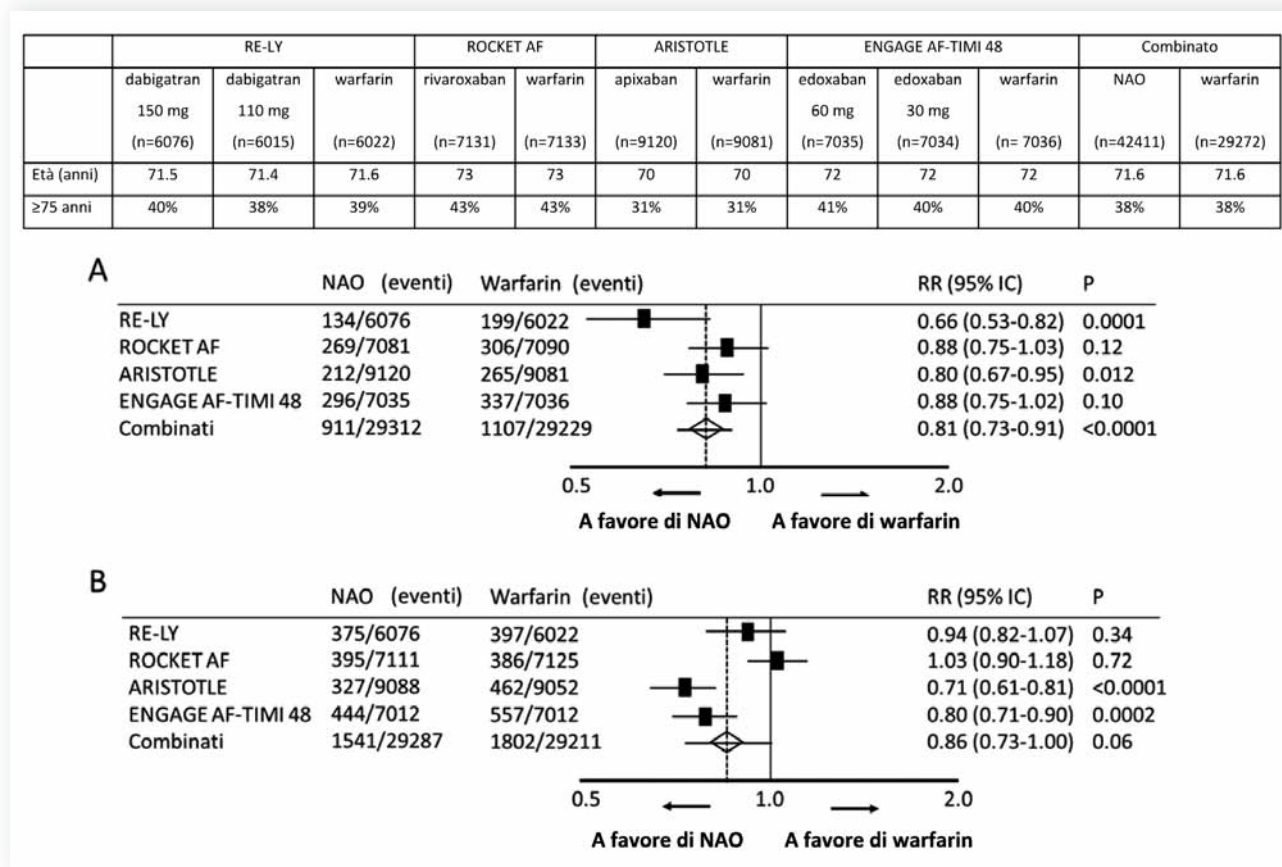 RE-LY ROCKET AF ARISTOTLE ENGAGE AF-TIMI 48 Combinato
dabigatran dabigatran warfarin rivaroxaban warfarin apixaban warfarin edoxaban edoxaban warfarin NAO warfarin
150 mg 110 mg 60 mg 30 mg
(n=6076) (n=6015) (n=6022) (n=7131) (n=7133) (n=9120) (n=9081) (n=7035) (n=7034) (n= 7036) (n=42411) (n=29272)
Età (anni) 71.5 71.4 71.6 73 73 70 70 72 72 72 71.6 71.6
≥75 anni 40% 38% 39% 43% 43% 31% 31% 41% 40% 40% 38% 38%
A
NAO (eventi) Warfarin (eventi) RR (95% IC) P
RE-LY 134/6076 199/6022 0.66 (0.53-0.82) 0.0001
ROCKET AF 269/7081 306/7090 0.88 (0.75-1.03) 0.12
ARISTOTLE 212/9120 265/9081 0.80 (0.67-0.95) 0.012
ENGAGE AF-TIMI 48 296/7035 337/7036 0.88 (0.75-1.02) 0.10
Combinati 911/29312 1107/29229 0.81 (0.73-0.91) <0.0001
0.5 1.0 2.0
A favore di NAO A favore di warfarin
B
NAO (eventi) Warfarin (eventi) RR (95% IC) P
RE-LY 375/6076 397/6022 0.94 (0.82-1.07) 0.34
ROCKET AF 395/7111 386/7125 1.03 (0.90-1.18) 0.72
ARISTOTLE 327/9088 462/9052 0.71 (0.61-0.81) <0.0001
ENGAGE AF-TIMI 48 444/7012 557/7012 0.80 (0.71-0.90) 0.0002
Combinati 1541/29287 1802/29211 0.86 (0.73-1.00) 0.06
0.5 1.0 2.0
A favore di NAO A favore di warfarin